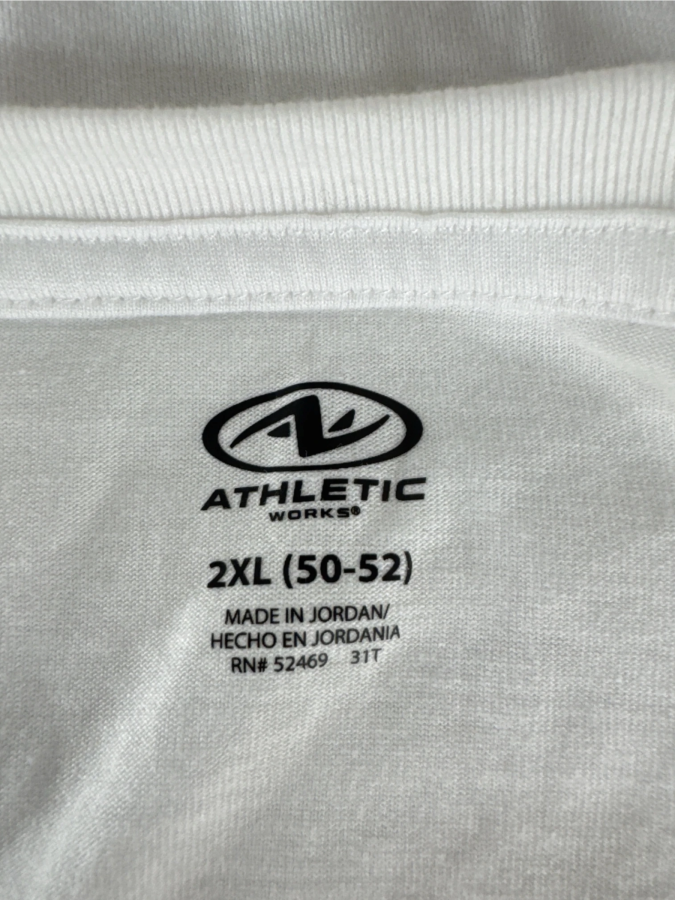 ATHLETIC
WORKS®
2XL (50-52)
MADE IN JORDAN/
HECHO EN JORDANIA
RN# 52469 31T